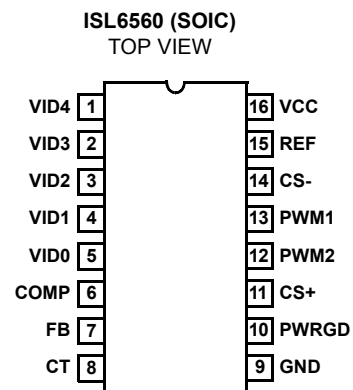 ISL6560 (SOIC)
TOP VIEW
VID4 1 16 VCC
VID3 2 15 REF
VID2 3 14 CS-
VID1 4 13 PWM1
VID0 5 12 PWM2
COMP 6 11 CS+
FB 7 10 PWRGD
CT 8 9 GND